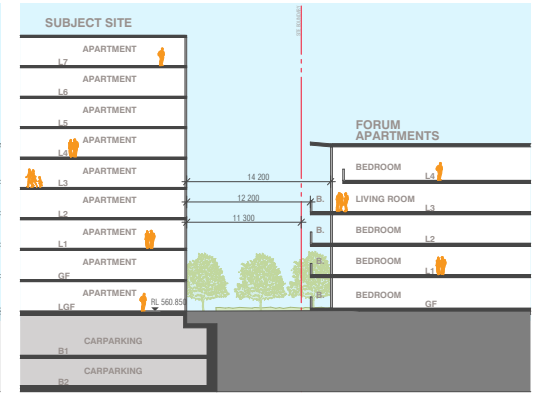 SUBJECT SITE
APARTMENT
L7
APARTMENT
L6
APARTMENT
L5
APARTMENT
L4
APARTMENT
L3
APARTMENT
L2
APARTMENT
L1
APARTMENT
GF
APARTMENT
LGF
RL 560.850
CARPARKING
B1
CARPARKING
B2
14 200
12 200
11 300
FORUM
APARTMENTS
BEDROOM
L4
B. LIVING ROOM
L3
B. BEDROOM
L2
B. BEDROOM
L1
B. BEDROOM
GF